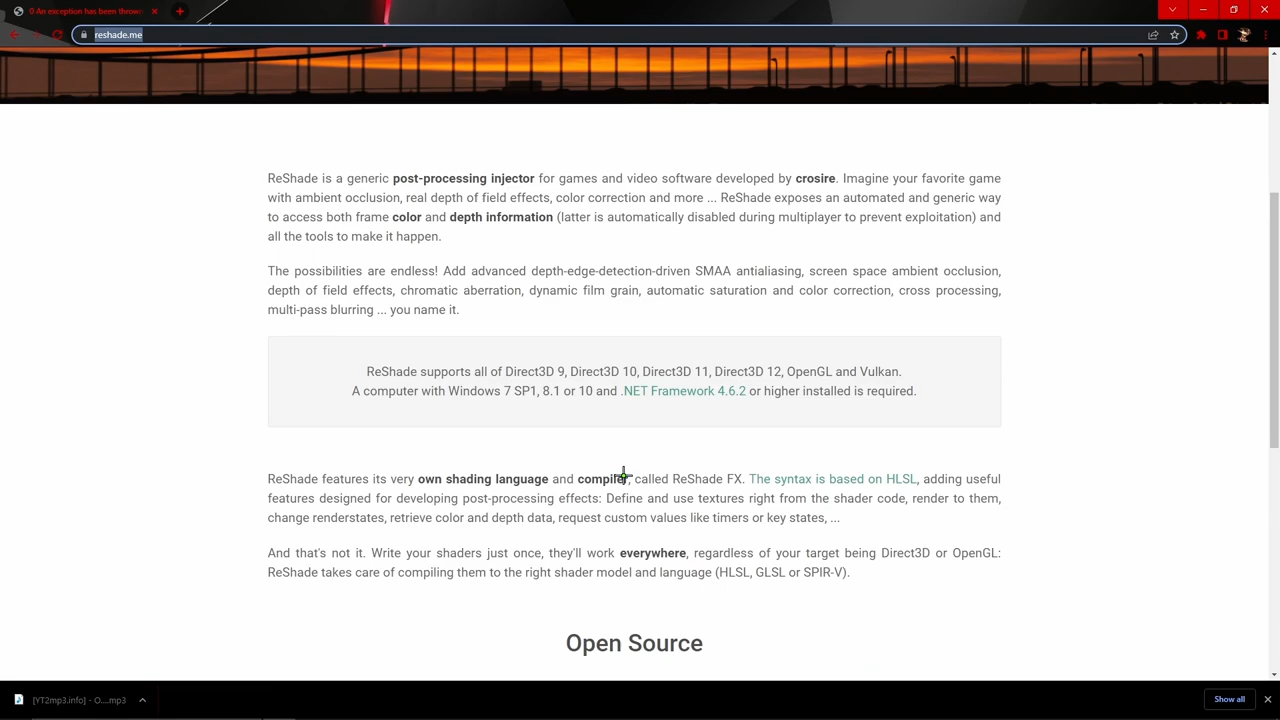 0 An exception has been throw
reshade.me
ReShade is a generic post-processing injector for games and video software developed by crosire. Imagine your favorite game
with ambient occlusion, real depth of field effects, color correction and more ... ReShade exposes an automated and generic way
to access both frame color and depth information (latter is automatically disabled during multiplayer to prevent exploitation) and
all the tools to make it happen.
The possibilities are endless! Add advanced depth-edge-detection-driven SMAA antialiasing, screen space ambient occlusion,
depth of field effects, chromatic aberration, dynamic film grain, automatic saturation and color correction, cross processing,
multi-pass blurring ... you name it.
ReShade supports all of Direct3D 9, Direct3D 10, Direct3D 11, Direct3D 12, OpenGL and Vulkan.
A computer with Windows 7 SP1, 8.1 or 10 and .NET Framework 4.6.2 or higher installed is required.
ReShade features its very own shading language and compiler, called ReShade FX. The syntax is based on HLSL, adding useful
features designed for developing post-processing effects: Define and use textures right from the shader code, render to them,
change renderstates, retrieve color and depth data, request custom values like timers or key states, ...
And that's not it. Write your shaders just once, they'll work everywhere, regardless of your target being Direct3D or OpenGL:
ReShade takes care of compiling them to the right shader model and language (HLSL, GLSL or SPIR-V).
Open Source
[YT2mp3.info] - O....mp3
Show all